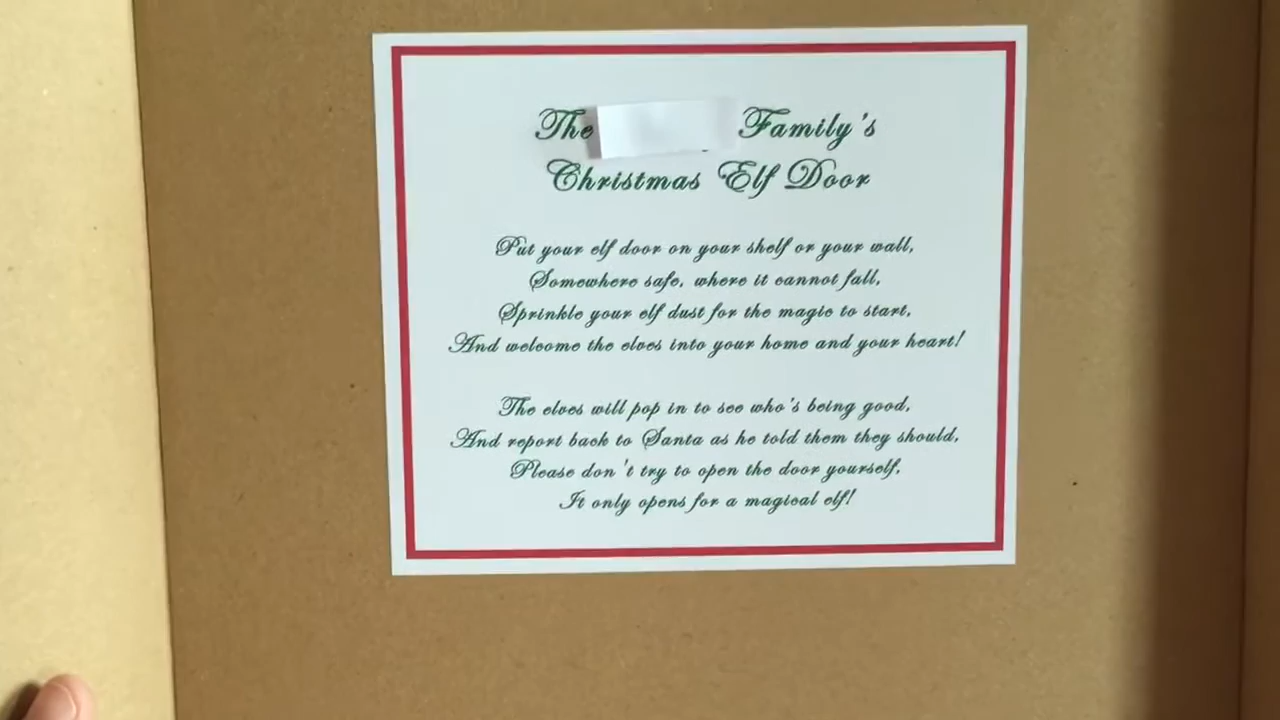 The Family's
Christmas Elf Door
Put your elf door on your shelf or your wall,
Somewhere safe, where it cannot fall,
Sprinkle your elf dust for the magic to start,
And welcome the elves into your home and your heart!
The elves will pop in to see who's being good,
And report back to Santa as he told them they should,
Please don't try to open the door yourself,
It only opens for a magical elf!